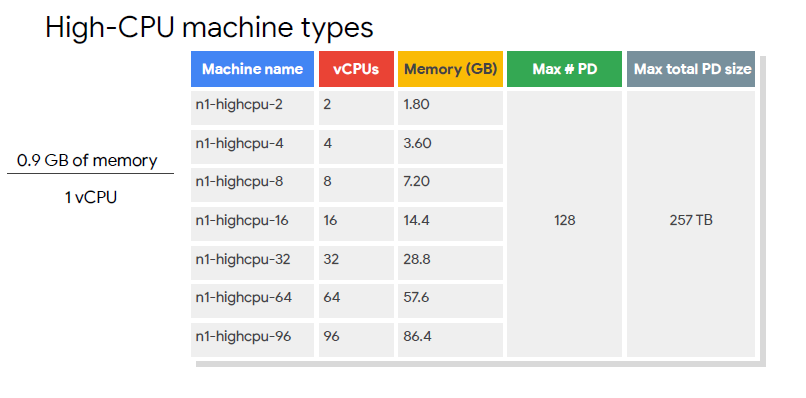 High-CPU machine types
Machine name vCPUs Memory (GB) Max # PD Max total PD size
n1-highcpu-2 2 1.80
n1-highcpu-4 4 3.60
0.9 GB of memory
1 vCPU
n1-highcpu-8 8 7.20
n1-highcpu-16 16 14.4 128 257 TB
n1-highcpu-32 32 28.8
n1-highcpu-64 64 57.6
n1-highcpu-96 96 86.4